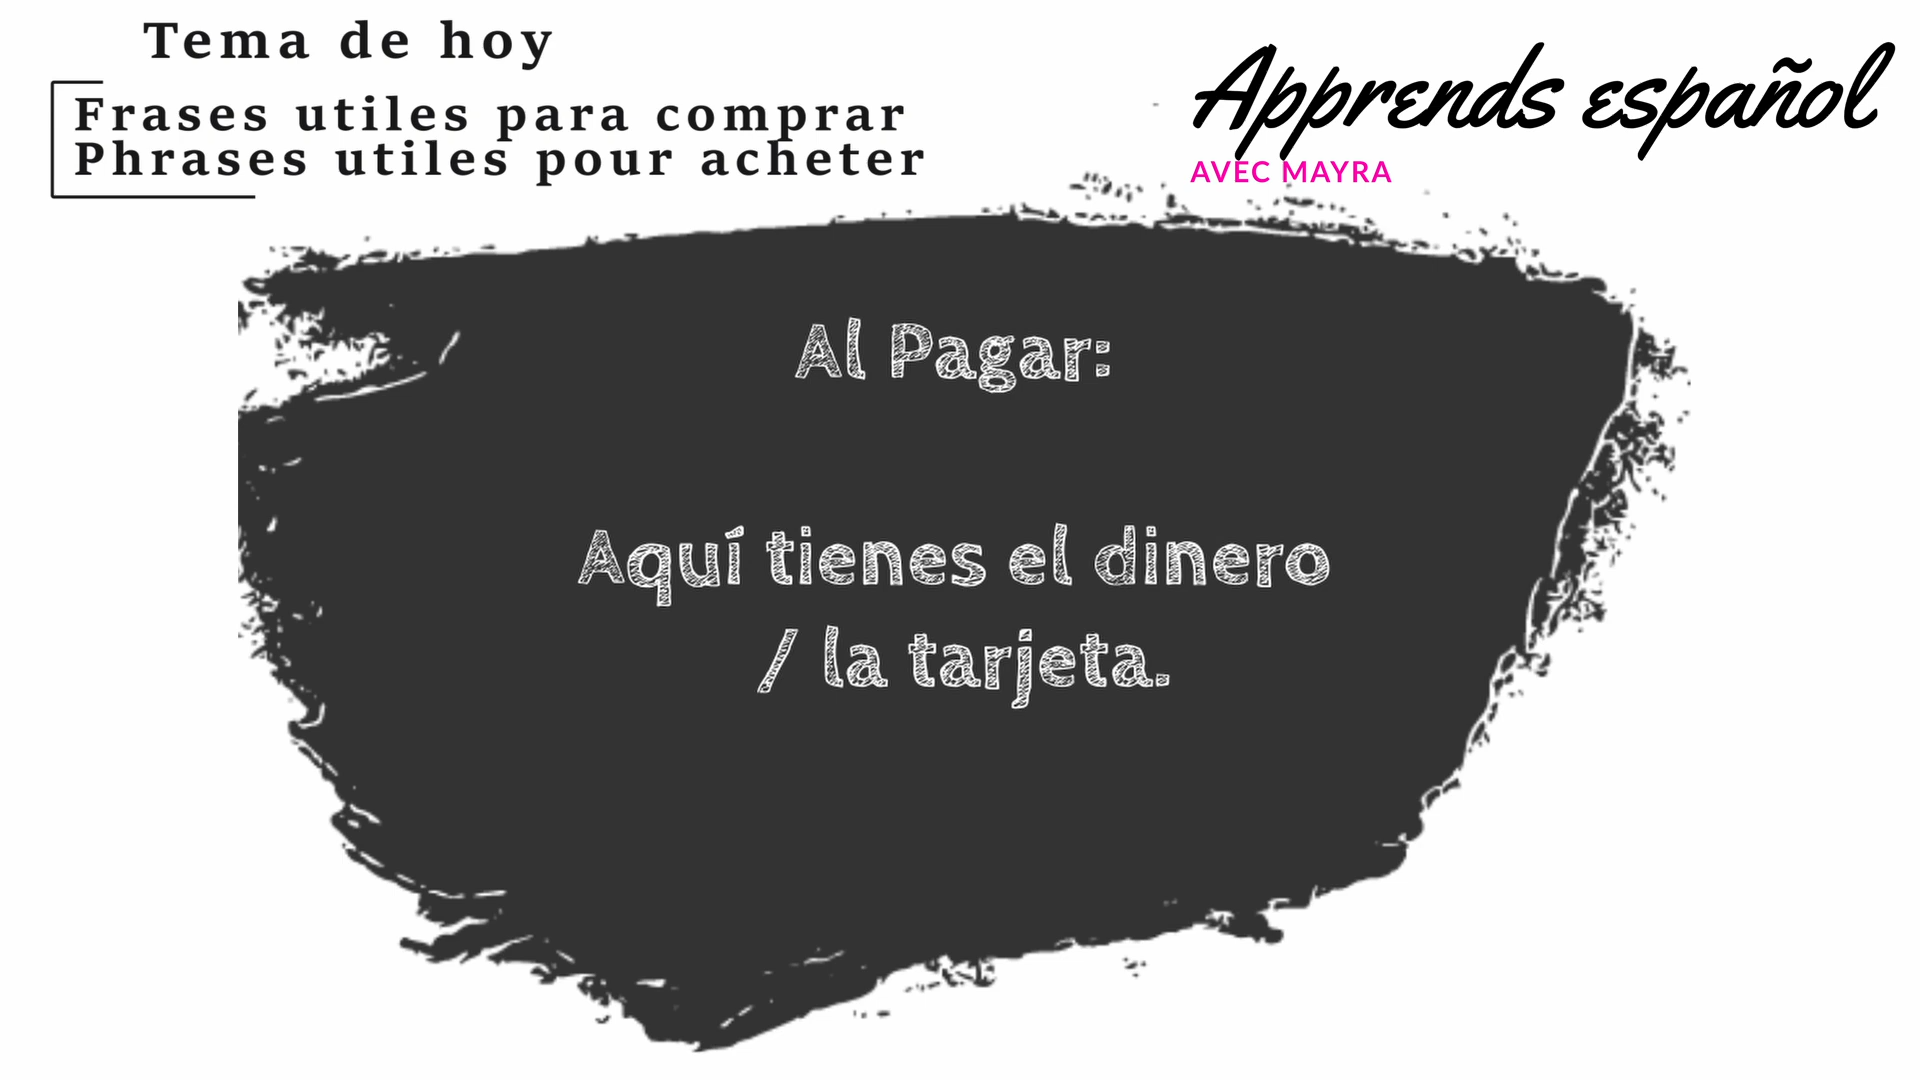 Tema de hoy
Frases utiles para comprar
Phrases utiles pour acheter
Apprends español
AVEC MAYRA
Al Pagar:
Aquí tienes el dinero
/ la tarjeta.